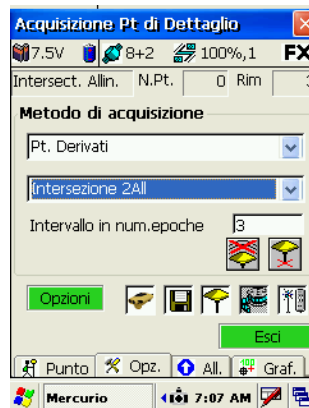 Acquisizione Pt di Dettaglio
7.5V 8+2 100%,1 FX
Intersect. Allin. N.Pt. 0 Rim 3
Metodo di acquisizione
Pt. Derivati
Intersezione 2All
Intervallo in num.epoche 3
Opzioni
Esci
Punto Opz. All. Graf.
Mercurio 7:07 AM